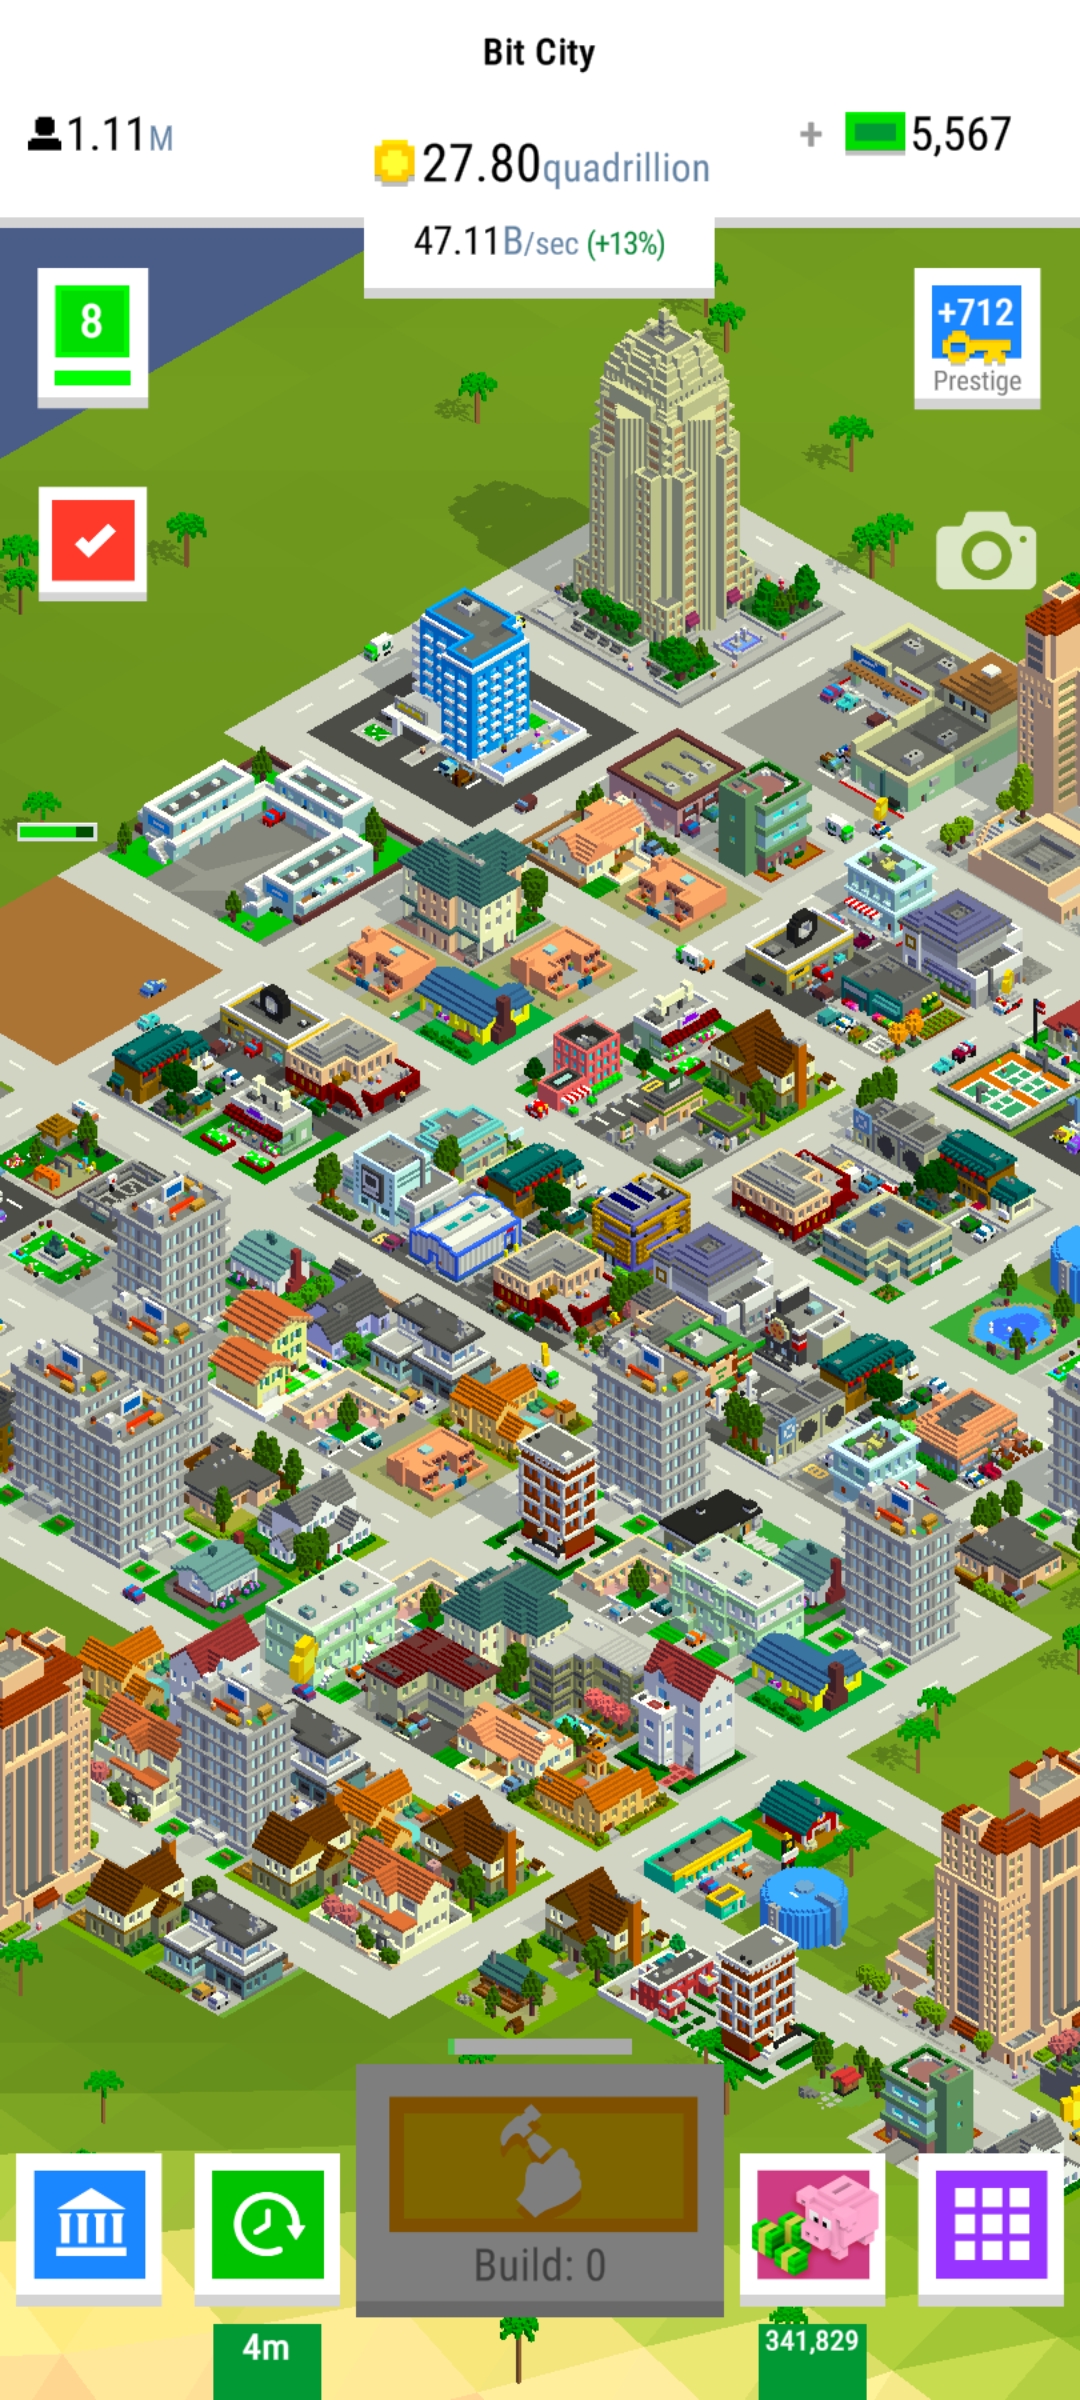 Bit City
1.11M
27.80quadrillion
+ 5,567
47.11B/sec (+13%)
8
+712
Prestige
Build: 0
4m
341,829